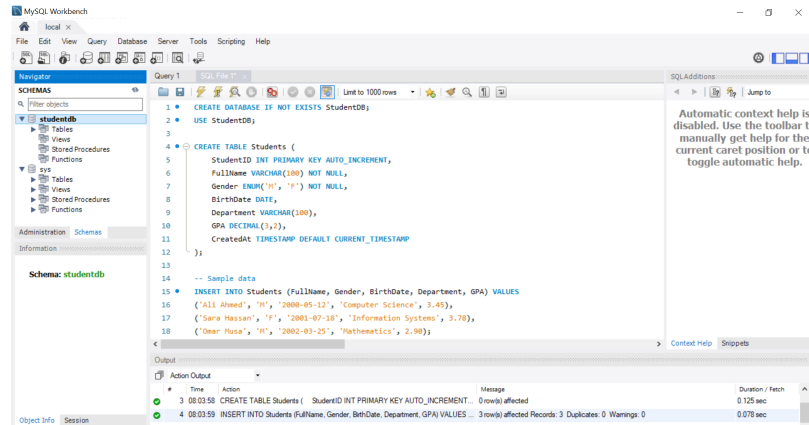 MySQL Workbench
local ×
File Edit View Query Database Server Tools Scripting Help
Navigator
SCHEMAS
Filter objects
studentdb
Tables
Views
Stored Procedures
Functions
sys
Tables
Views
Stored Procedures
Functions
Administration Schemas
Information
Schema: studentdb
Object Info Session
Query 1 SQL File 1* ×
Limit to 1000 rows
1 CREATE DATABASE IF NOT EXISTS StudentDB;
2 USE StudentDB;
3
4 CREATE TABLE Students (
5 StudentID INT PRIMARY KEY AUTO_INCREMENT,
6 FullName VARCHAR(100) NOT NULL,
7 Gender ENUM('M', 'F') NOT NULL,
8 BirthDate DATE,
9 Department VARCHAR(100),
10 GPA DECIMAL(3,2),
11 CreatedAt TIMESTAMP DEFAULT CURRENT_TIMESTAMP
12 );
13
14 -- Sample data
15 INSERT INTO Students (FullName, Gender, BirthDate, Department, GPA) VALUES
16 ('Ali Ahmed', 'M', '2000-05-12', 'Computer Science', 3.45),
17 ('Sara Hassan', 'F', '2001-07-18', 'Information Systems', 3.78),
18 ('Omar Musa', 'M', '2002-03-25', 'Mathematics', 2.90);
SQLAdditions
Jump to
Automatic context help is
disabled. Use the toolbar t
manually get help for the
current caret position or to
toggle automatic help.
Context Help Snippets
Output
Action Output
# Time Action Message Duration / Fetch
3 08:03:58 CREATE TABLE Students ( StudentID INT PRIMARY KEY AUTO_INCREMENT... 0 row(s) affected 0.125 sec
4 08:03:59 INSERT INTO Students (FullName, Gender, BirthDate, Department, GPA) VALUES ... 3 row(s) affected Records: 3 Duplicates: 0 Warnings: 0 0.078 sec